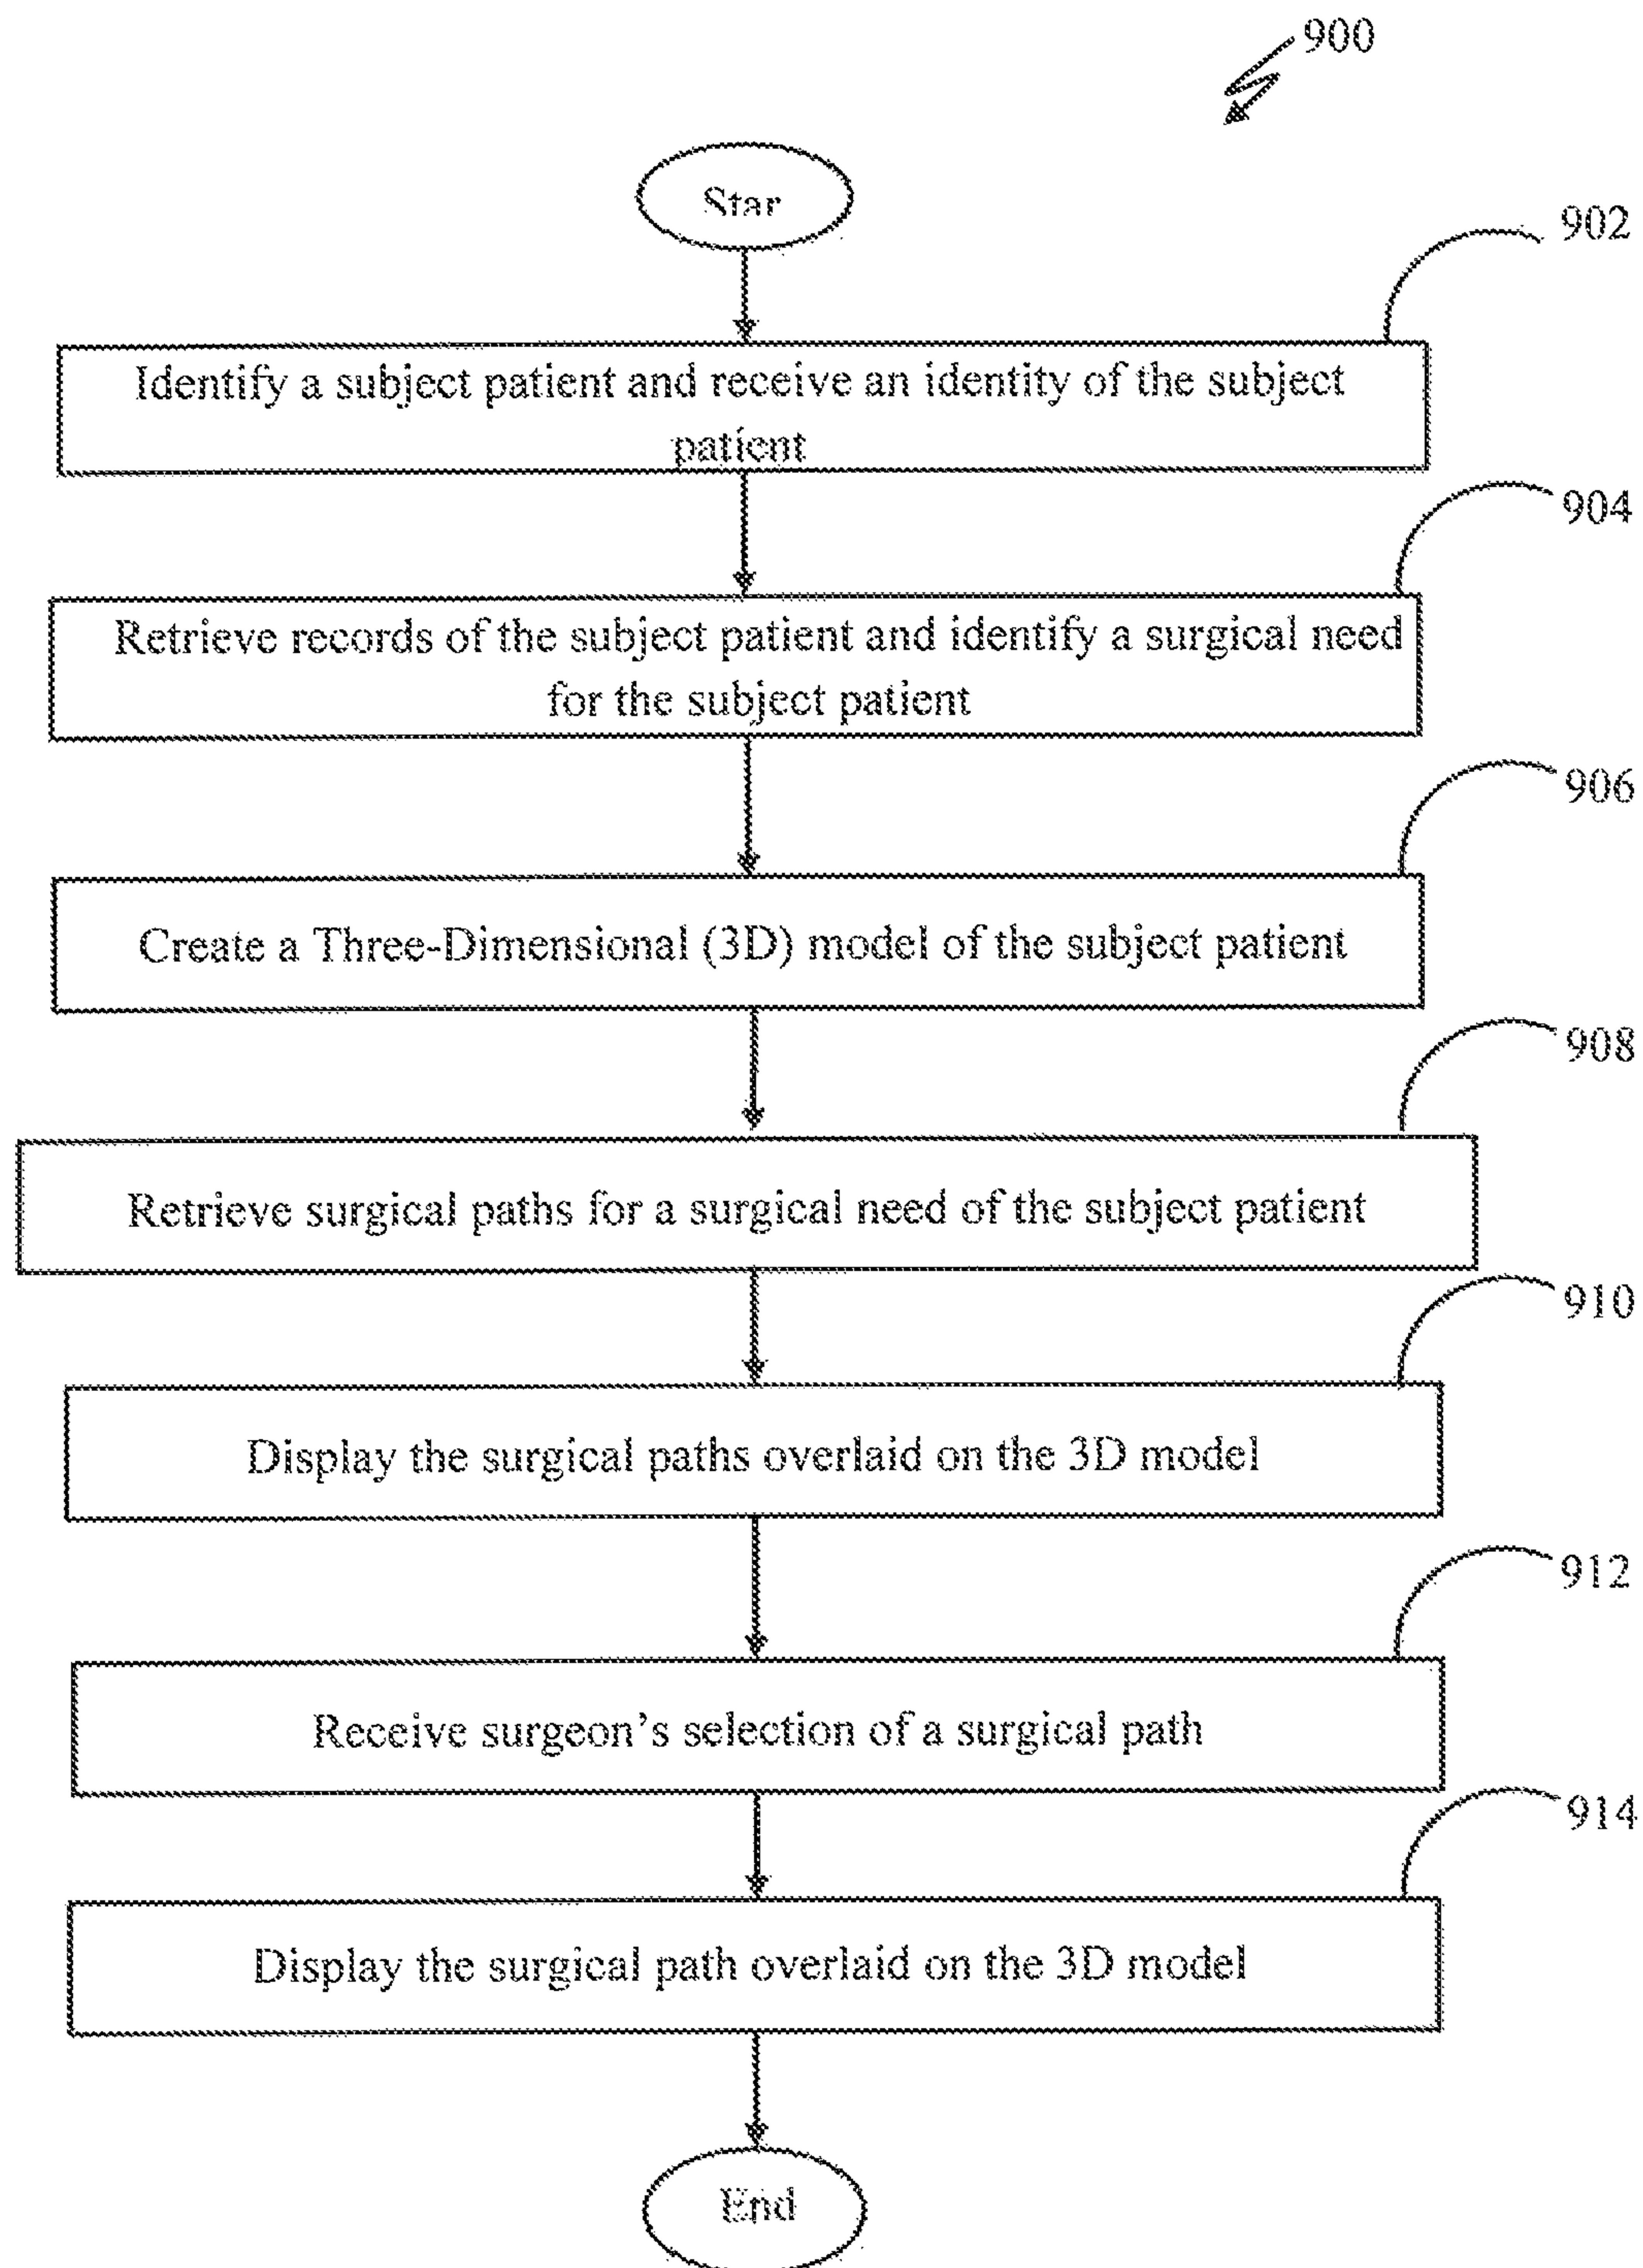 900
Star
902
Identify a subject patient and receive an identity of the subject
patient
904
Retrieve records of the subject patient and identify a surgical need
for the subject patient
906
Create a Three-Dimensional (3D) model of the subject patient
908
Retrieve surgical paths for a surgical need of the subject patient
910
Display the surgical paths overlaid on the 3D model
912
Receive surgeon’s selection of a surgical path
914
Display the surgical path overlaid on the 3D model
End